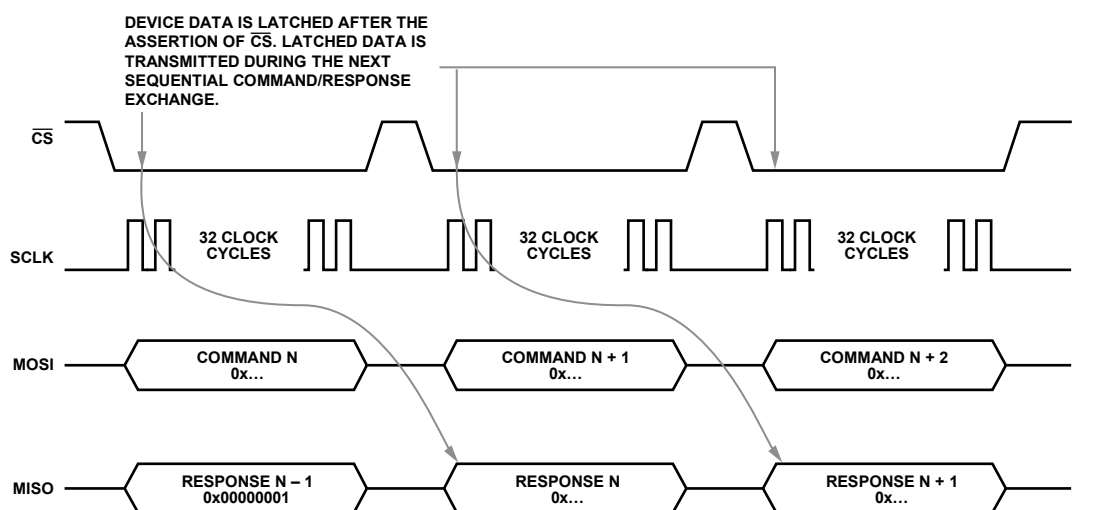 DEVICE DATA IS LATCHED AFTER THE
ASSERTION OF CS. LATCHED DATA IS
TRANSMITTED DURING THE NEXT
SEQUENTIAL COMMAND/RESPONSE
EXCHANGE.
CS
SCLK
32 CLOCK
CYCLES
32 CLOCK
CYCLES
32 CLOCK
CYCLES
MOSI
COMMAND N
0x…
COMMAND N + 1
0x…
COMMAND N + 2
0x…
MISO
RESPONSE N – 1
0x00000001
RESPONSE N
0x…
RESPONSE N + 1
0x…